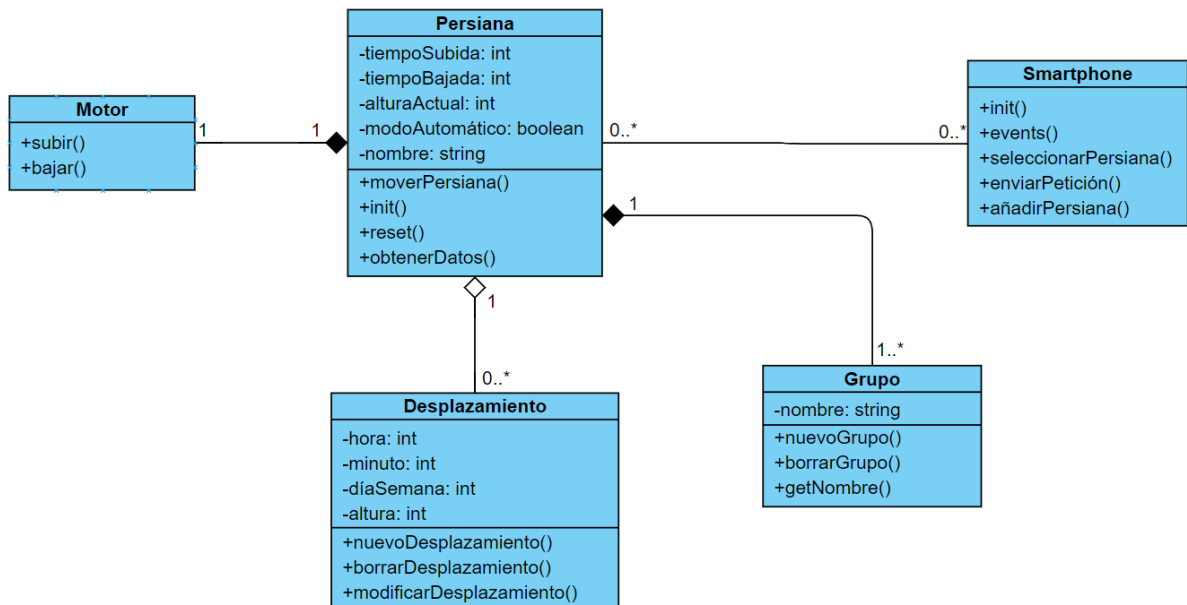 Persiana
-tiempoSubida: int
-tiempoBajada: int
-alturaActual: int
-modoAutomático: boolean
-nombre: string
+moverPersiana()
+init()
+reset()
+obtenerDatos()
Motor
+subir()
+bajar()
1
1
0..*
0..*
Smartphone
+init()
+events()
+seleccionarPersiana()
+enviarPetición()
+añadirPersiana()
1
1..*
Grupo
-nombre: string
+nuevoGrupo()
+borrarGrupo()
+getNombre()
1
0..*
Desplazamiento
-hora: int
-minuto: int
-díaSemana: int
-altura: int
+nuevoDesplazamiento()
+borrarDesplazamiento()
+modificarDesplazamiento()